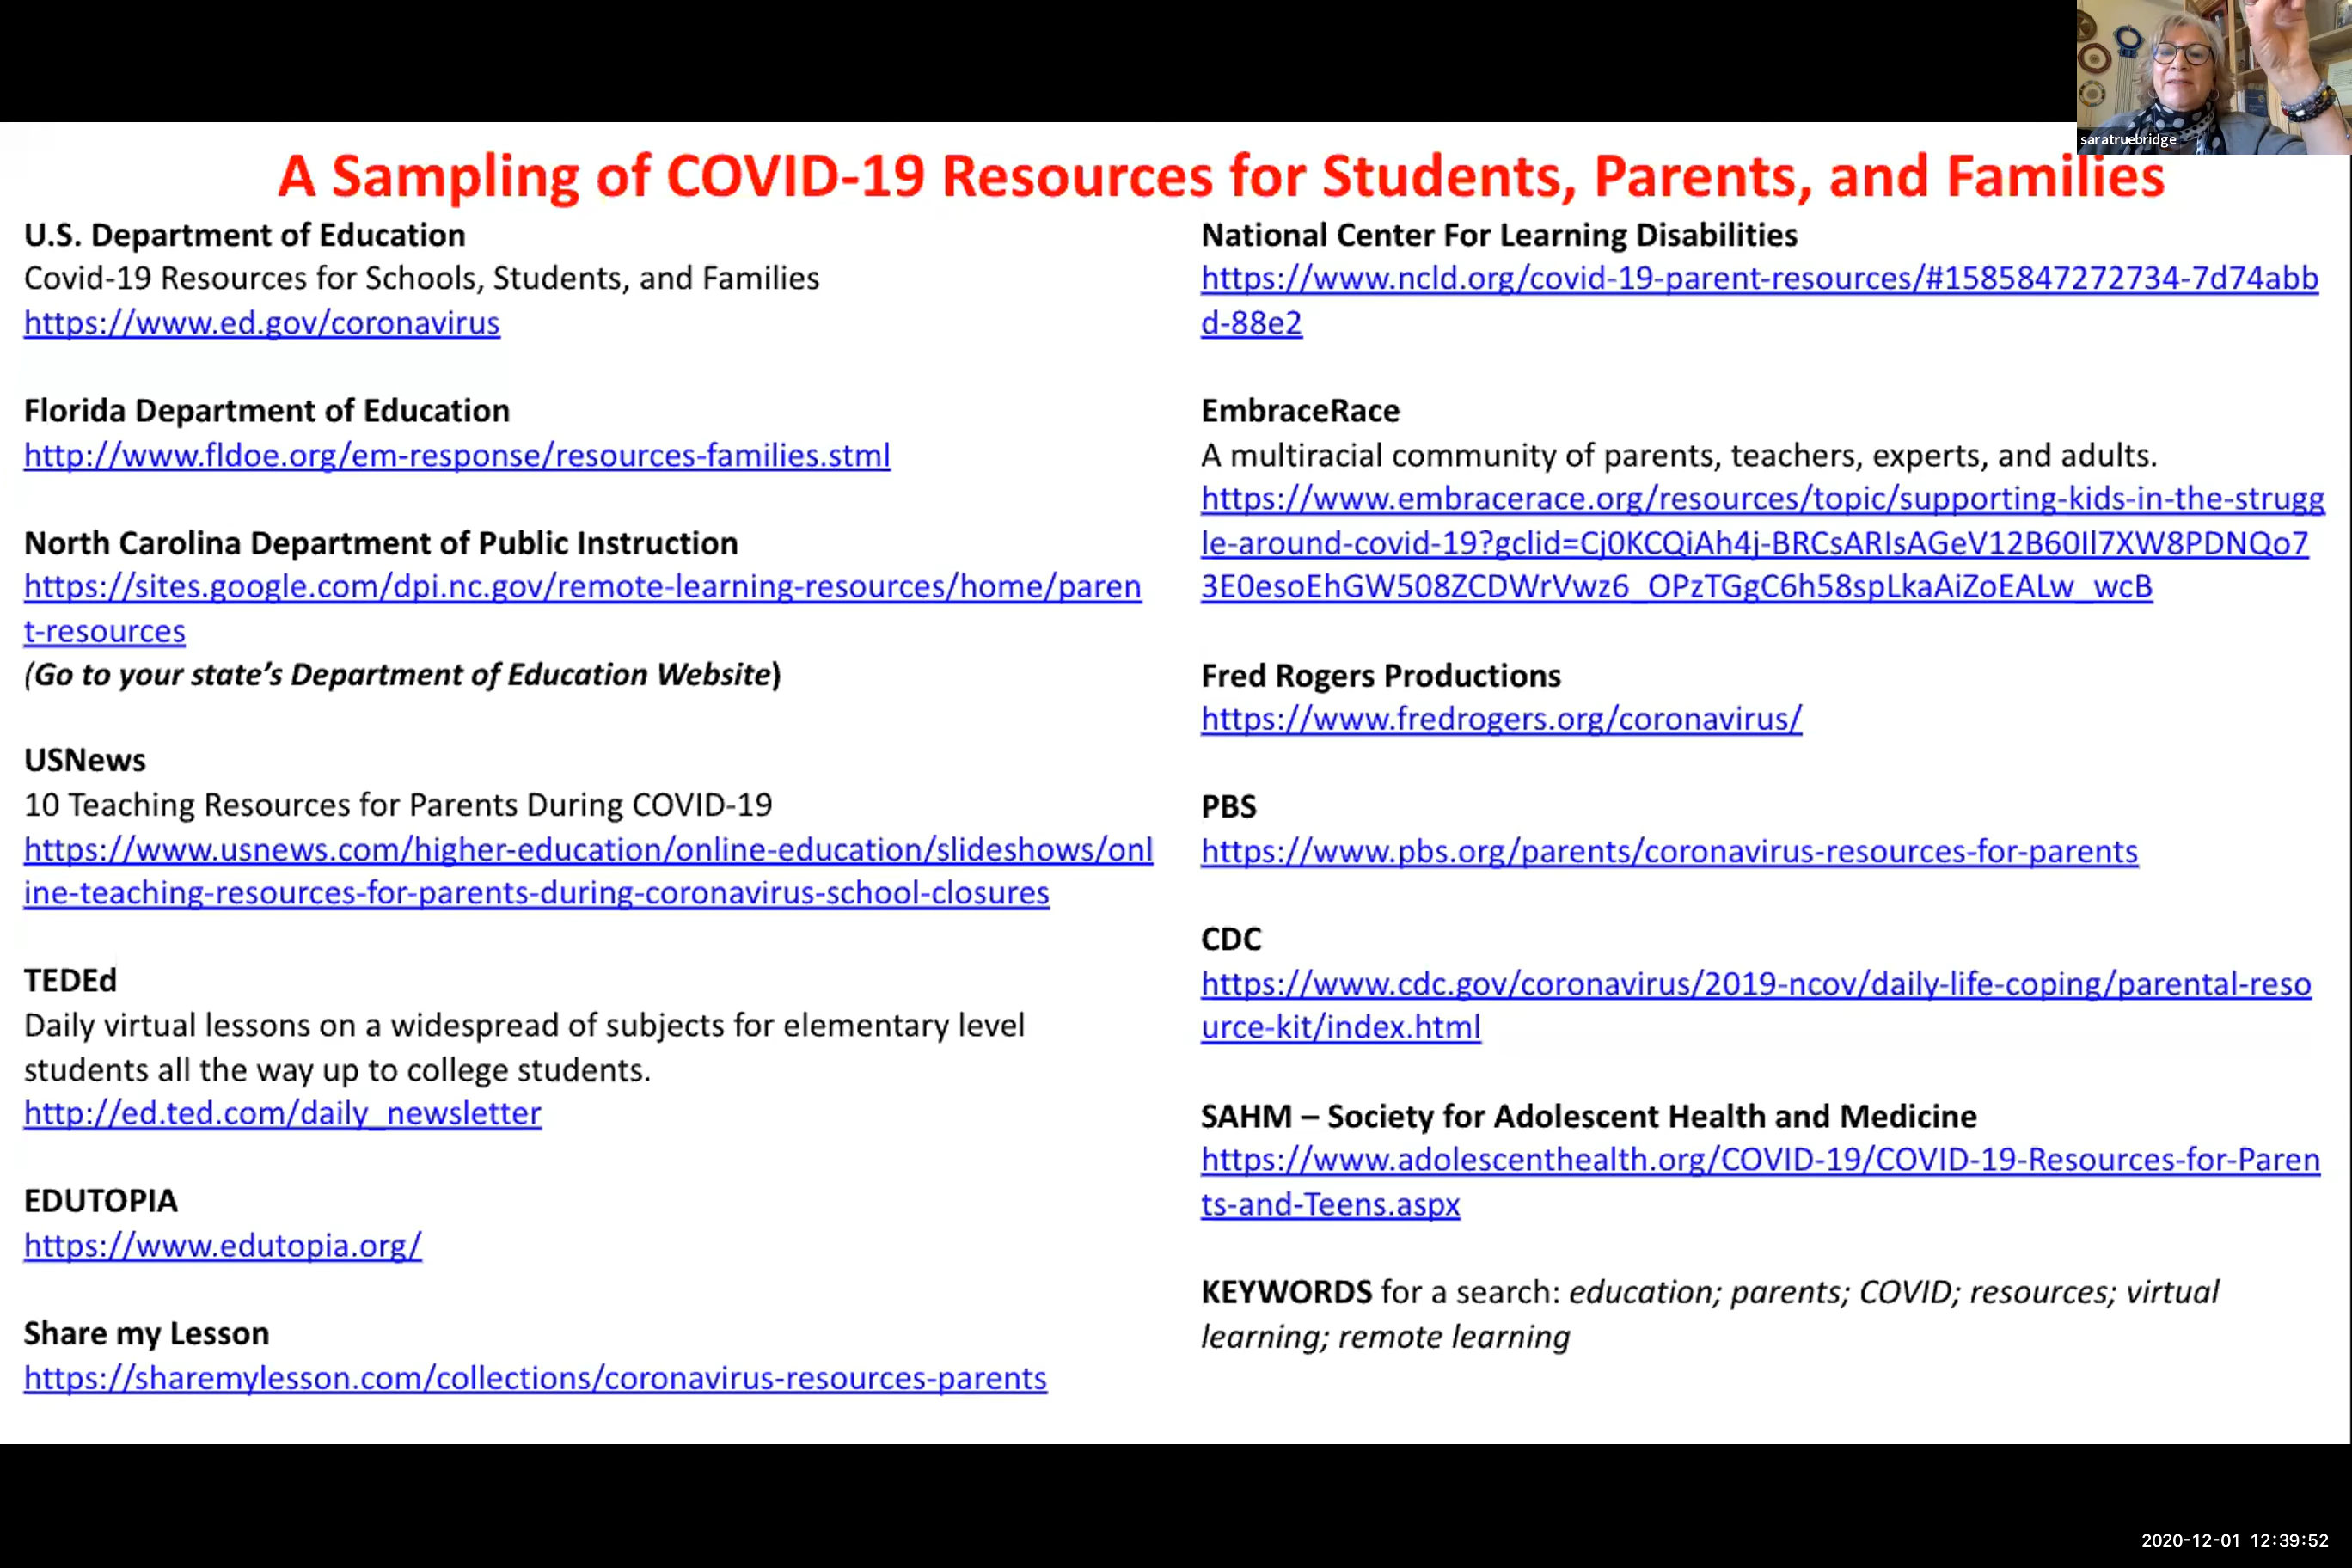 saratruebridge
A Sampling of COVID-19 Resources for Students, Parents, and Families
U.S. Department of Education
Covid-19 Resources for Schools, Students, and Families
https://www.ed.gov/coronavirus
Florida Department of Education
http://www.fldoe.org/em-response/resources-families.stml
North Carolina Department of Public Instruction
https://sites.google.com/dpi.nc.gov/remote-learning-resources/home/paren
t-resources
(Go to your state’s Department of Education Website)
USNews
10 Teaching Resources for Parents During COVID-19
https://www.usnews.com/higher-education/online-education/slideshows/onl
ine-teaching-resources-for-parents-during-coronavirus-school-closures
TEDEd
Daily virtual lessons on a widespread of subjects for elementary level
students all the way up to college students.
http://ed.ted.com/daily_newsletter
EDUTOPIA
https://www.edutopia.org/
Share my Lesson
https://sharemylesson.com/collections/coronavirus-resources-parents
National Center For Learning Disabilities
https://www.ncld.org/covid-19-parent-resources/#1585847272734-7d74abb
d-88e2
EmbraceRace
A multiracial community of parents, teachers, experts, and adults.
https://www.embracerace.org/resources/topic/supporting-kids-in-the-strugg
le-around-covid-19?gclid=Cj0KCQiAh4j-BRCsARIsAGeV12B60Il7XW8PDNQo7
3E0esoEhGW508ZCDWrVwz6_OPzTGgC6h58spLkaAiZoEALw_wcB
Fred Rogers Productions
https://www.fredrogers.org/coronavirus/
PBS
https://www.pbs.org/parents/coronavirus-resources-for-parents
CDC
https://www.cdc.gov/coronavirus/2019-ncov/daily-life-coping/parental-reso
urce-kit/index.html
SAHM – Society for Adolescent Health and Medicine
https://www.adolescenthealth.org/COVID-19/COVID-19-Resources-for-Paren
ts-and-Teens.aspx
KEYWORDS for a search: education; parents; COVID; resources; virtual
learning; remote learning
2020-12-01 12:39:52